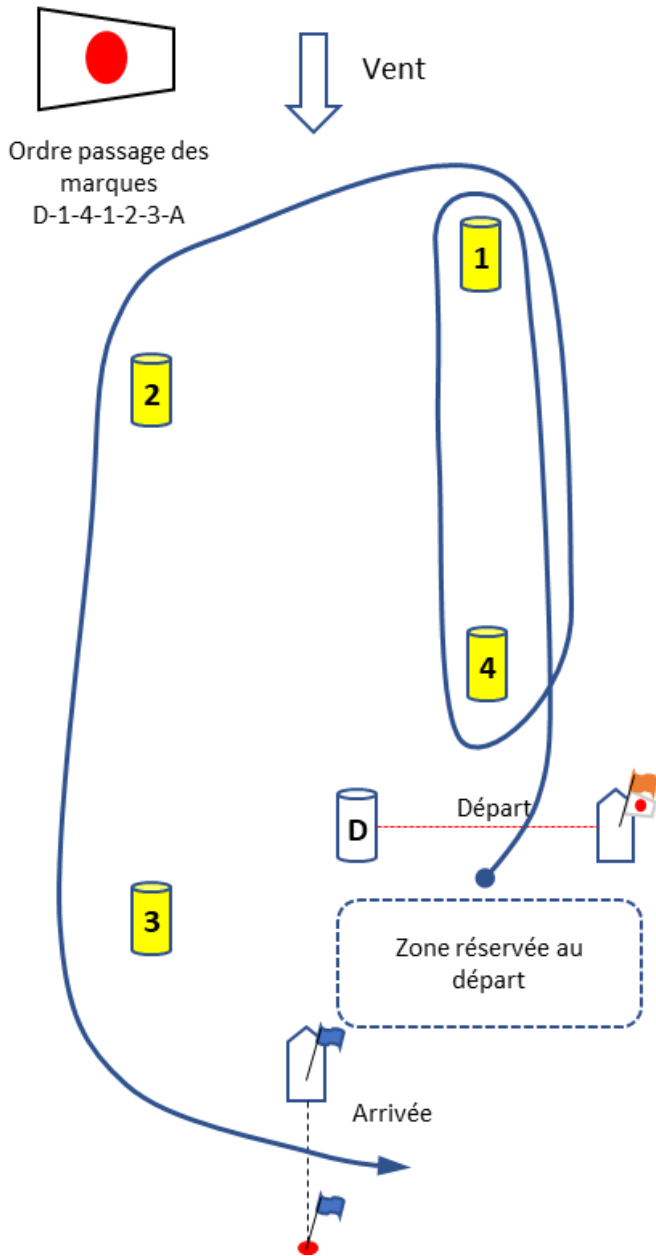 Vent
Ordre passage des
marques
D-1-4-1-2-3-A
1
2
4
D
Départ
3
Zone réservée au
départ
Arrivée